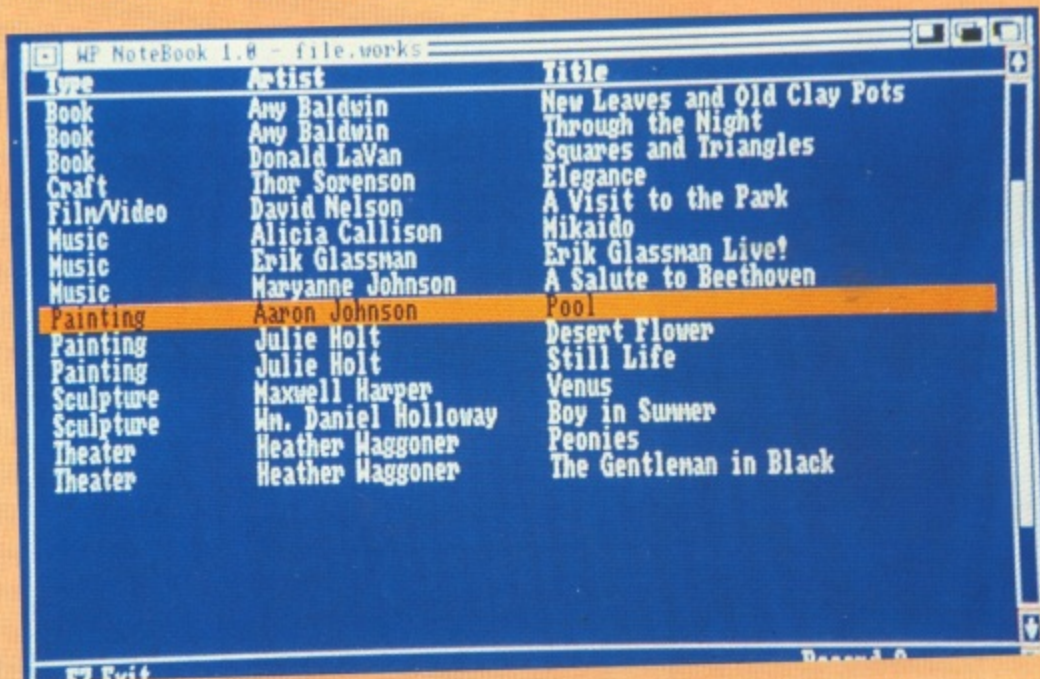 WP NoteBook 1.0 - file.works
Type Artist Title
Book Amy Baldwin New Leaves and Old Clay Pots
Book Amy Baldwin Through the Night
Book Donald LaVan Squares and Triangles
Craft Thor Sorenson Elegance
Film/Video David Nelson A Visit to the Park
Music Alicia Callison Mikaido
Music Erik Glassman Erik Glassman Live!
Music Maryanne Johnson A Salute to Beethoven
Painting Aaron Johnson Pool
Painting Julie Holt Desert Flower
Painting Julie Holt Still Life
Sculpture Maxwell Harper Venus
Sculpture Wm. Daniel Holloway Boy in Summer
Theater Heather Waggoner Peonies
Theater Heather Waggoner The Gentleman in Black
F7 Exit Record 9